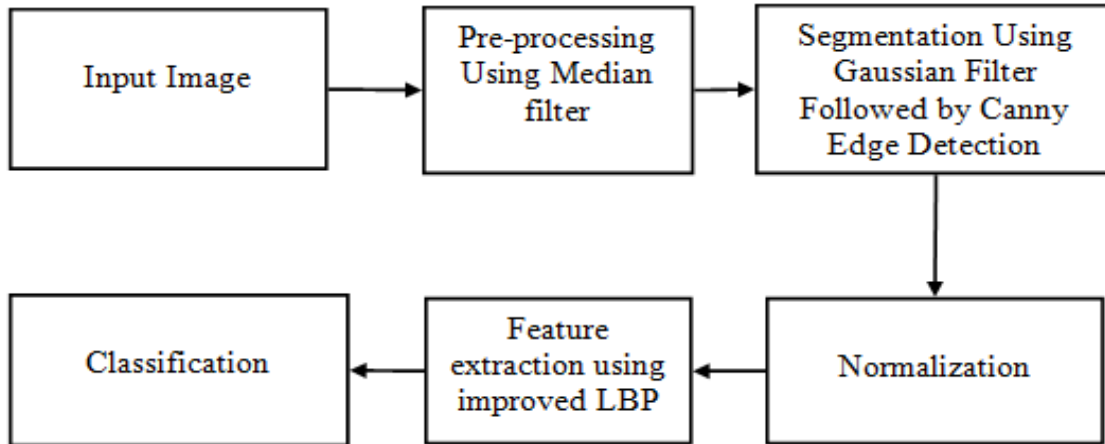 Input Image
Pre-processing
Using Median
filter
Segmentation Using
Gaussian Filter
Followed by Canny
Edge Detection
Classification
Feature
extraction using
improved LBP
Normalization